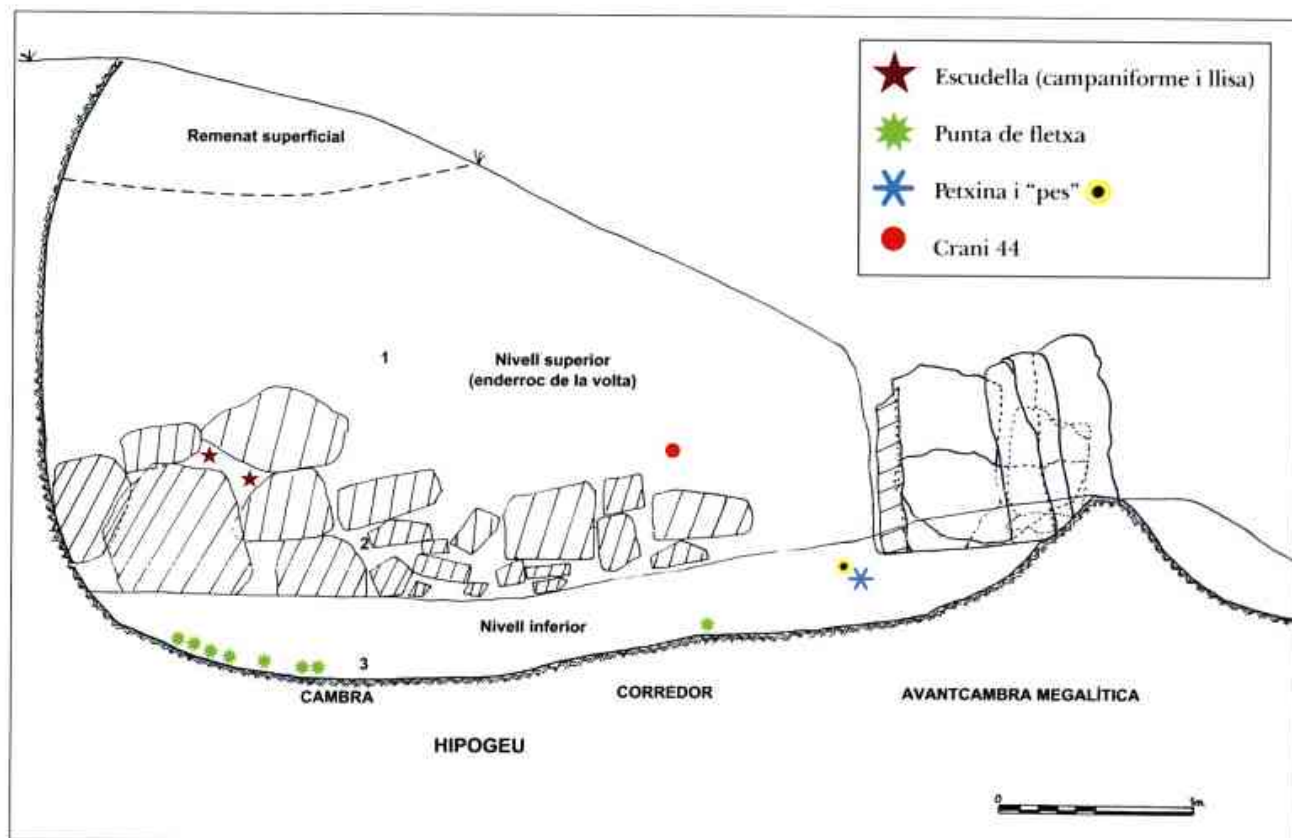 Escudella (campaniforme i llisa)
Punta de fletxa
Petxina i "pes"
Crani 44
Remenat superficial
1
Nivell superior
(enderroc de la volta)
2
Nivell inferior
3
CAMBRA
CORREDOR
AVANTCAMBRA MEGALÍTICA
HIPOGEU
0
5m.